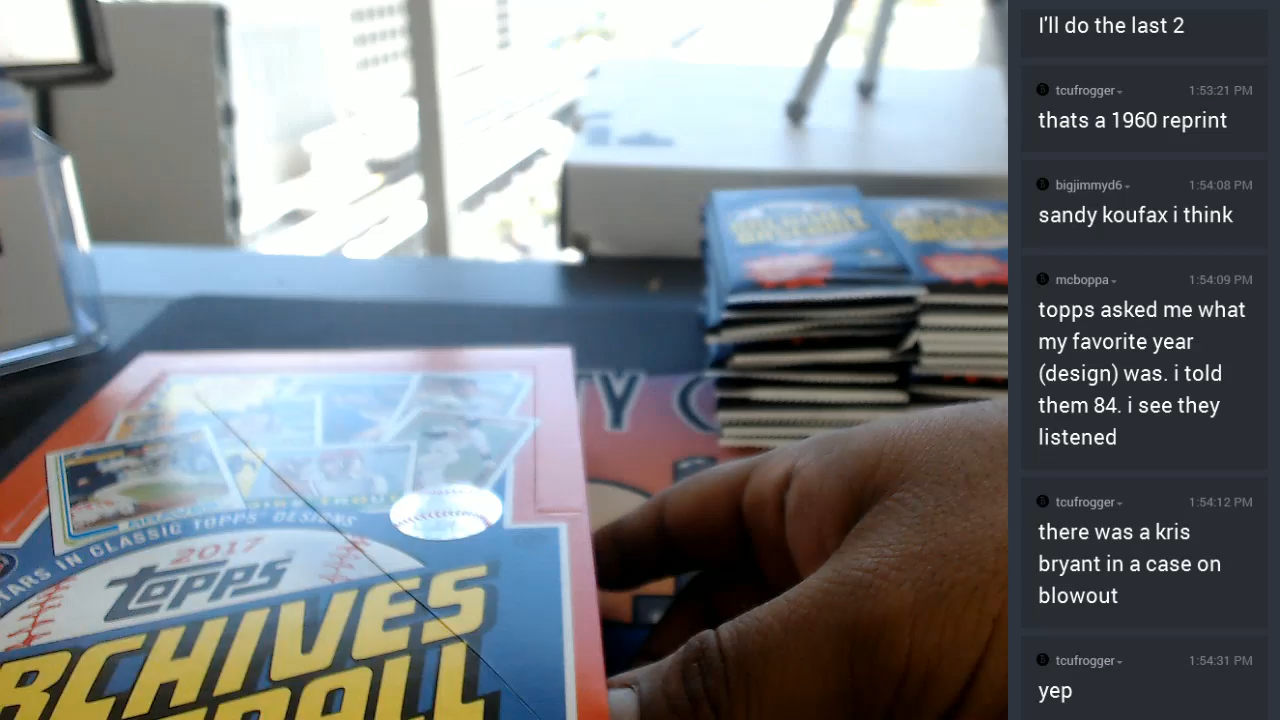 I'll do the last 2
tcufrogger
1:53:21 PM
thats a 1960 reprint
bigjimmyd6
1:54:08 PM
sandy koufax i think
mcboppa
1:54:09 PM
topps asked me what
my favorite year
(design) was. i told
them 84. i see they
listened
tcufrogger
1:54:12 PM
there was a kris
bryant in a case on
blowout
tcufrogger
1:54:31 PM
yep
TARS IN CLASSIC TOPPS DESIGNS
2017
topps
RCHIVES